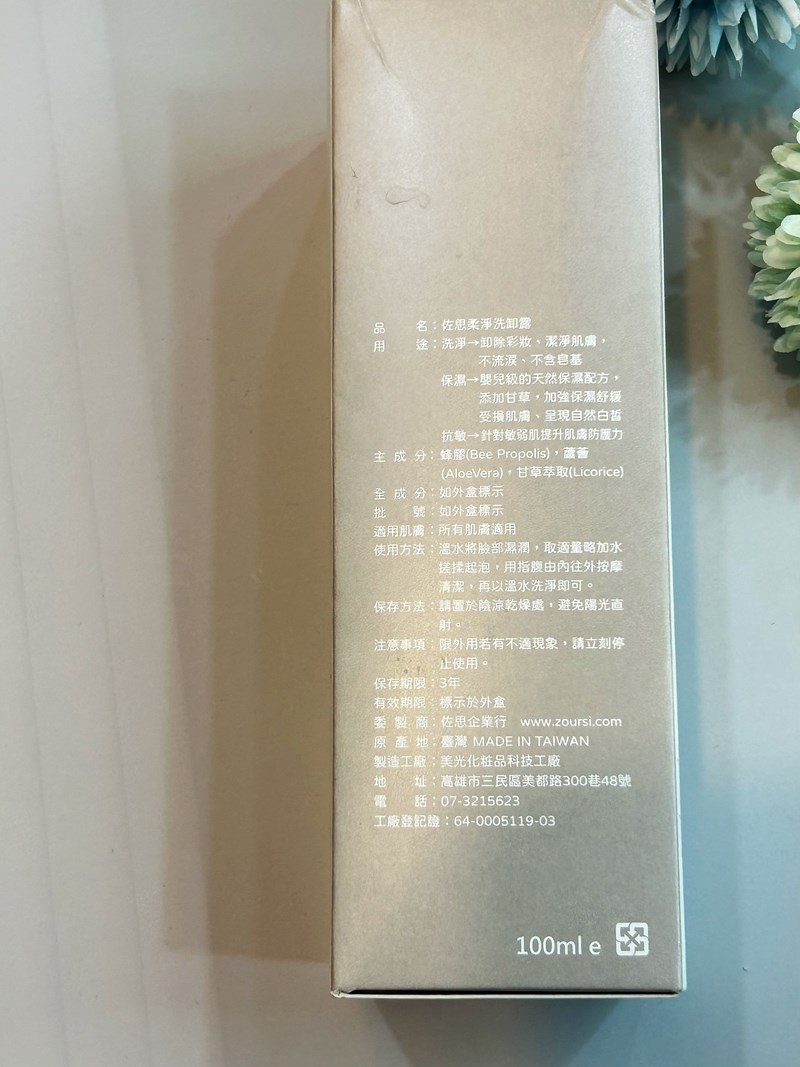 品　　名：佐思柔淨洗卸露
用　　途：洗淨→卸除彩妝、潔淨肌膚，
不流淚、不含皂基
保濕→嬰兒級的天然保濕配方，
添加甘草，加強保濕舒緩
受損肌膚、呈現自然白皙
抗敏→針對敏弱肌提升肌膚防護力
主 成 分：蜂膠(Bee Propolis)，蘆薈
(AloeVera)，甘草萃取(Licorice)
全 成 分：如外盒標示
批　　號：如外盒標示
適用肌膚：所有肌膚適用
使用方法：溫水將臉部濕潤，取適量略加水
搓揉起泡，用指腹由內往外按摩
清潔，再以溫水洗淨即可。
保存方法：請置於陰涼乾燥處，避免陽光直
射。
注意事項：限外用若有不適現象，請立刻停
止使用。
保存期限：3年
有效期限：標示於外盒
委 製 商：佐思企業行　www.zoursi.com
原 產 地：臺灣 MADE IN TAIWAN
製造工廠：美光化粧品科技工廠
地　　址：高雄市三民區美都路300巷48號
電　　話：07-3215623
工廠登記證：64-0005119-03
100ml e